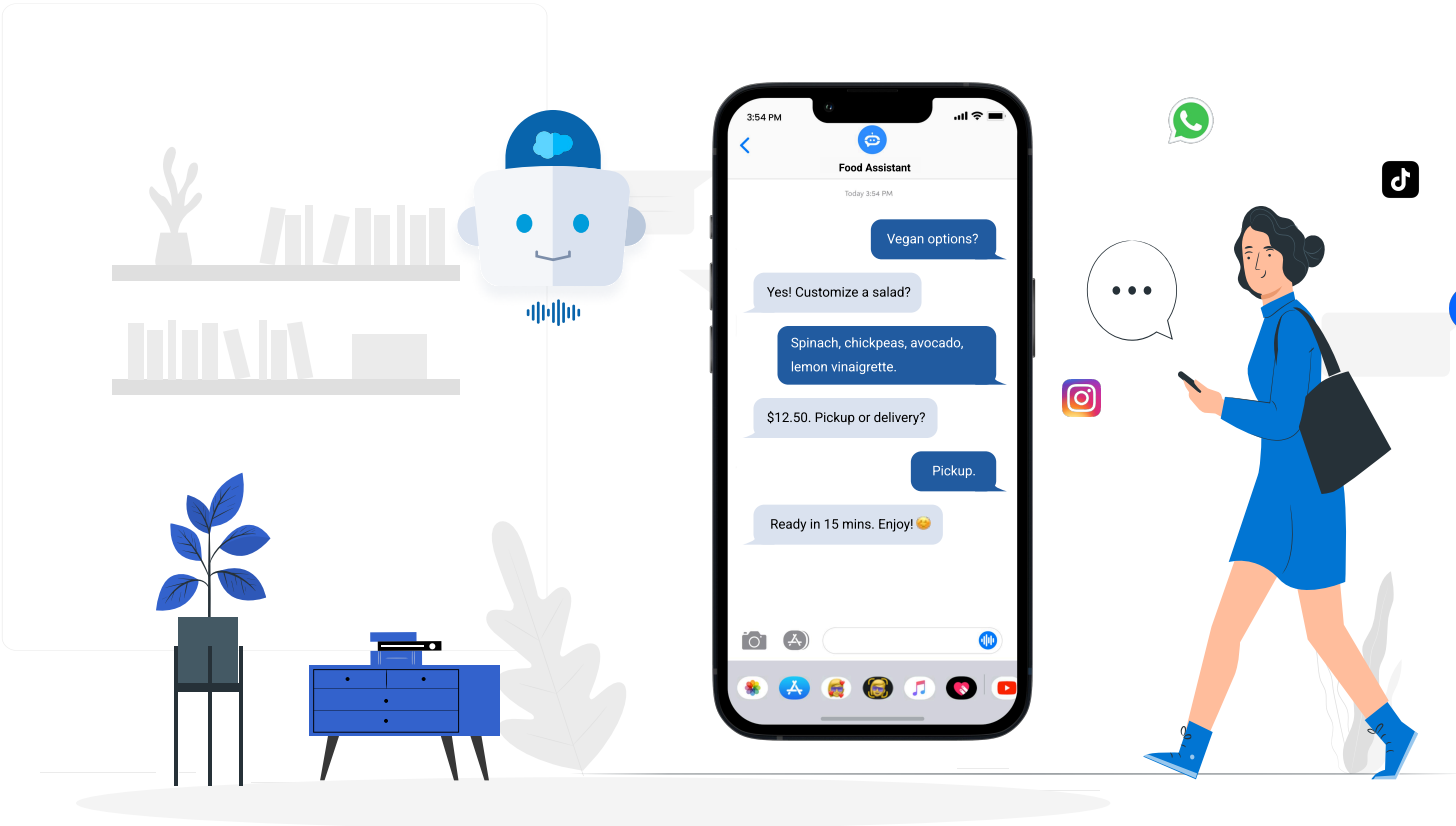 3:54 PM
Food Assistant
Today 3:54 PM
Vegan options?
Yes! Customize a salad?
Spinach, chickpeas, avocado,
lemon vinaigrette.
$12.50. Pickup or delivery?
Pickup.
Ready in 15 mins. Enjoy! 😊